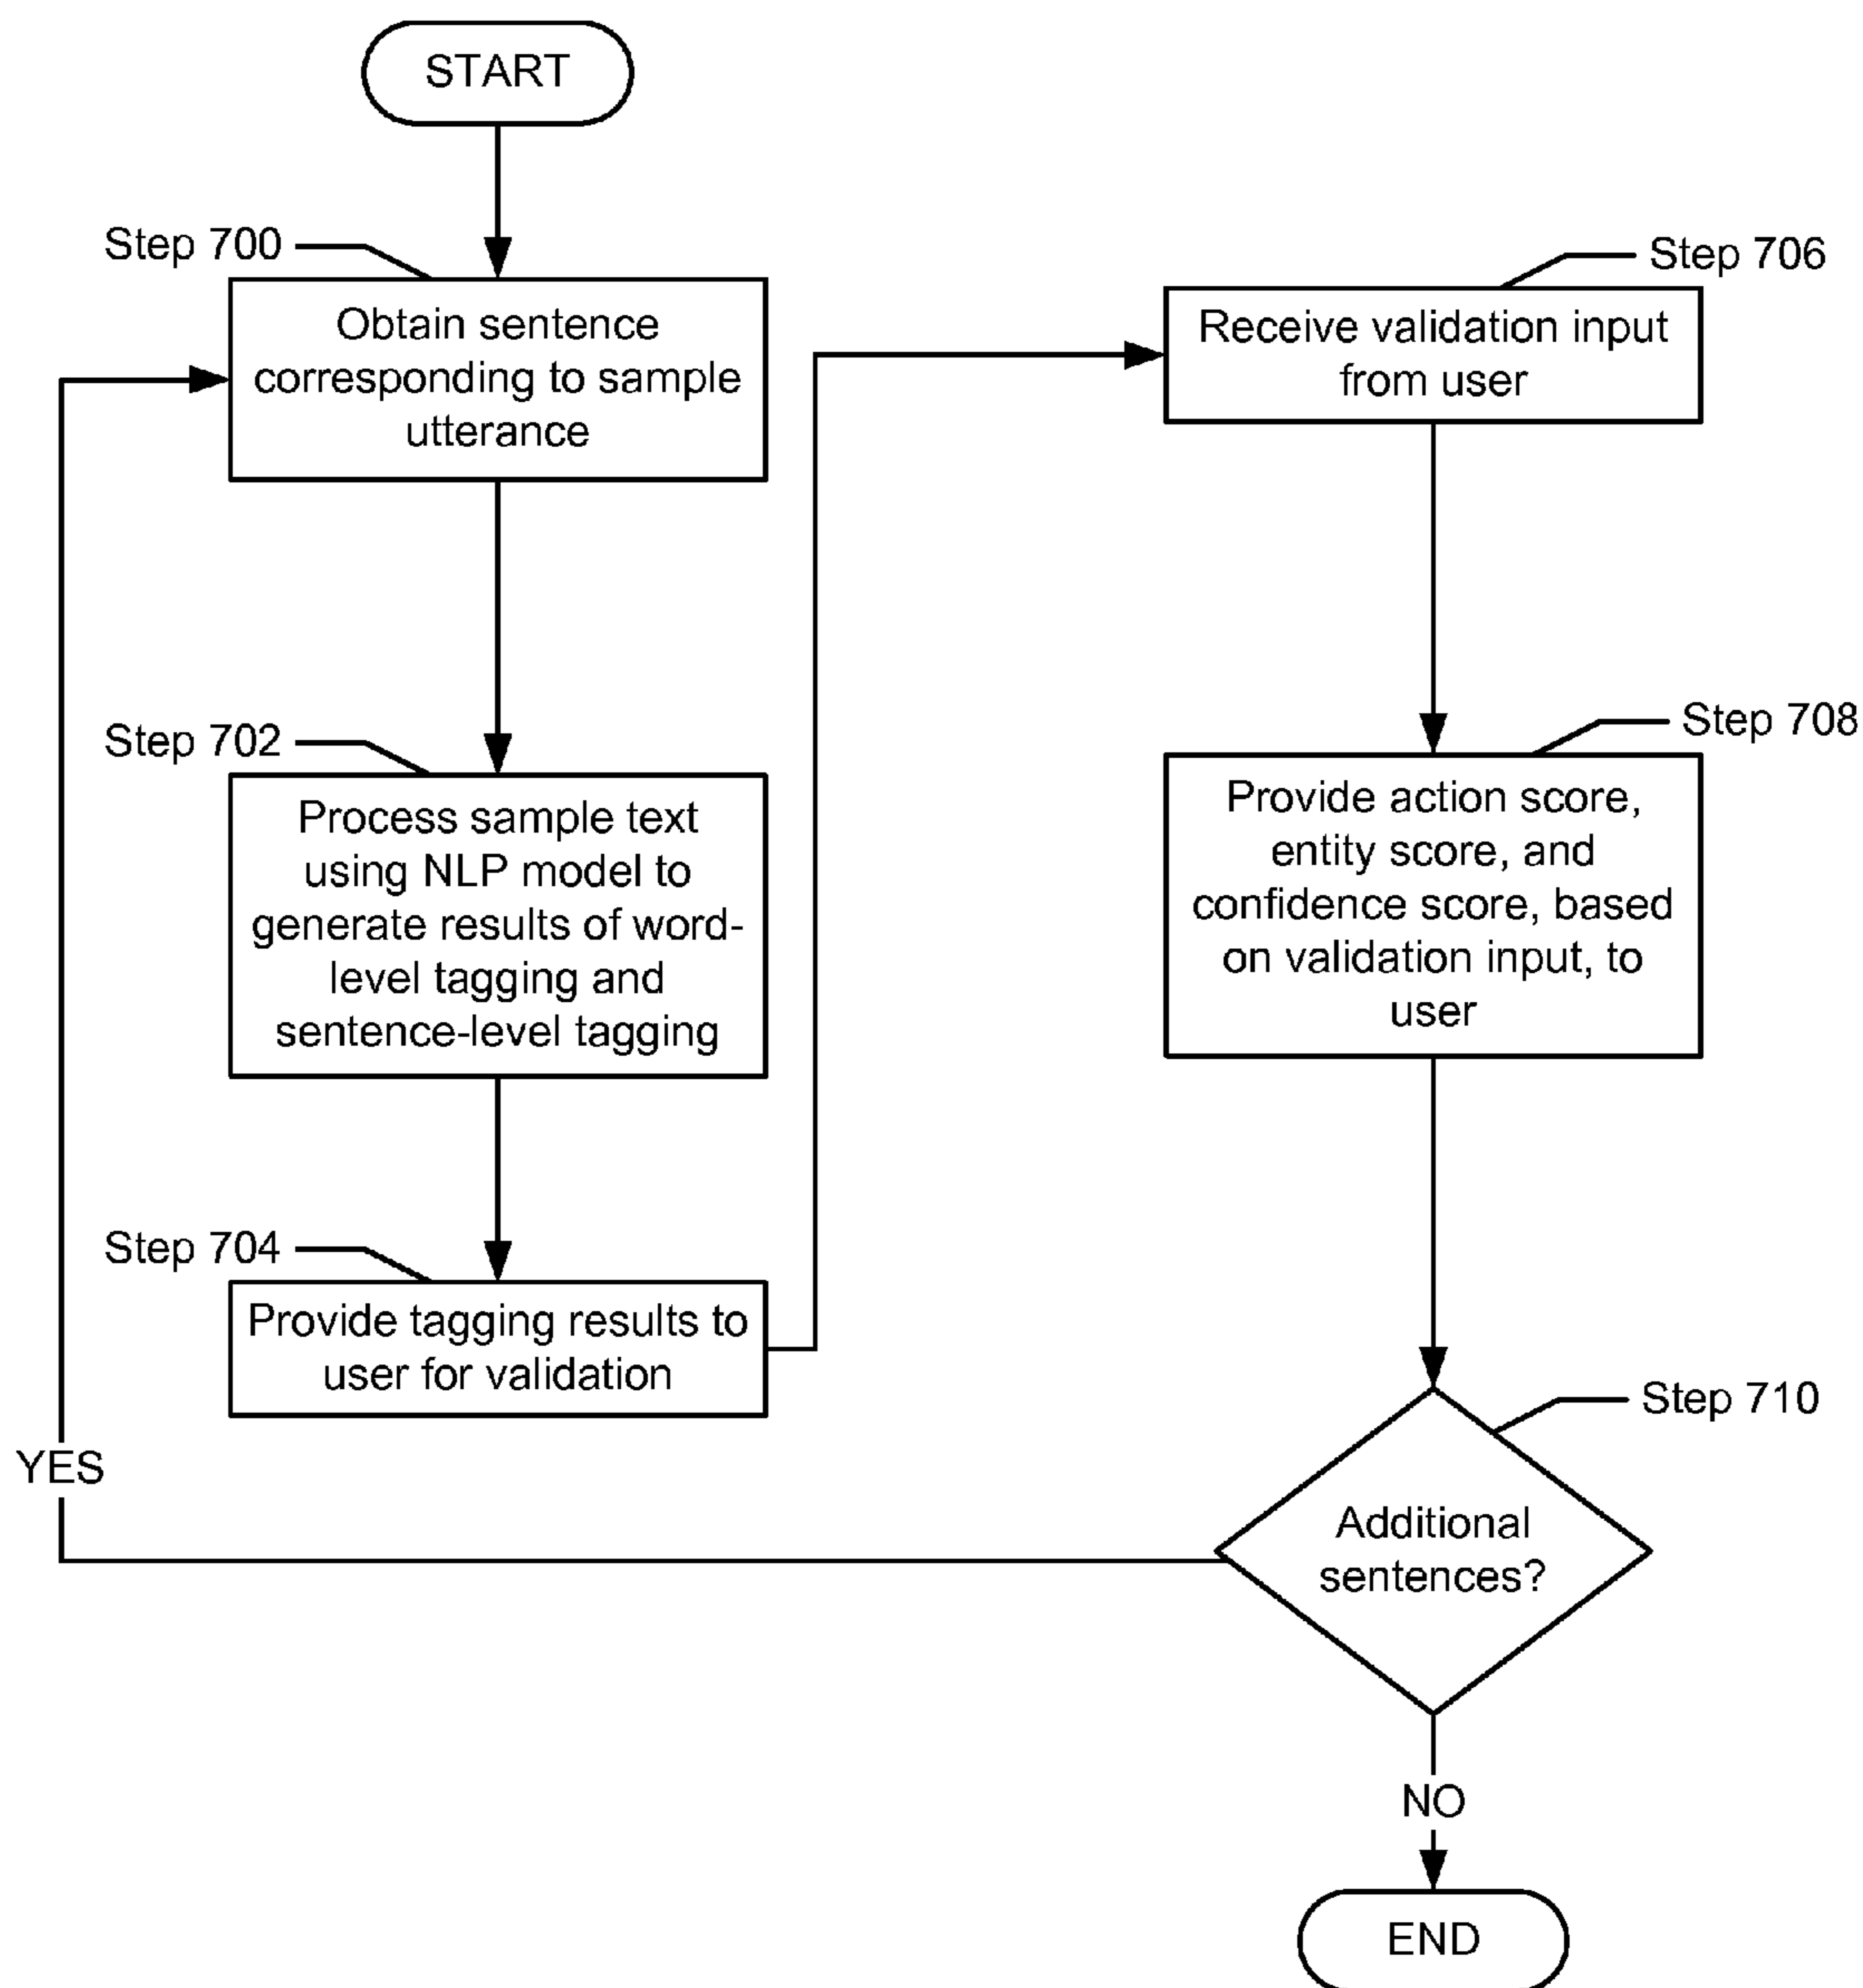 START
Step 700
Obtain sentence
corresponding to sample
utterance
Step 702
Process sample text
using NLP model to
generate results of word-
level tagging and
sentence-level tagging
Step 704
Provide tagging results to
user for validation
Step 706
Receive validation input
from user
Step 708
Provide action score,
entity score, and
confidence score, based
on validation input, to
user
Step 710
Additional
sentences?
YES
NO
END